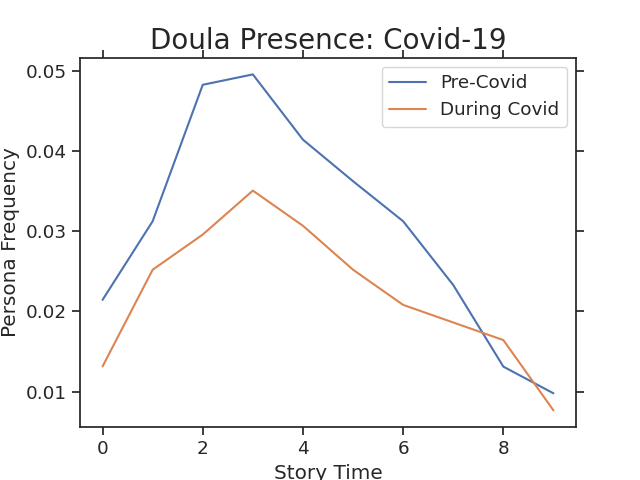 Doula Presence: Covid-19
Pre-Covid
During Covid
Persona Frequency
0.05
0.04
0.03
0.02
0.01
0 2 4 6 8
Story Time